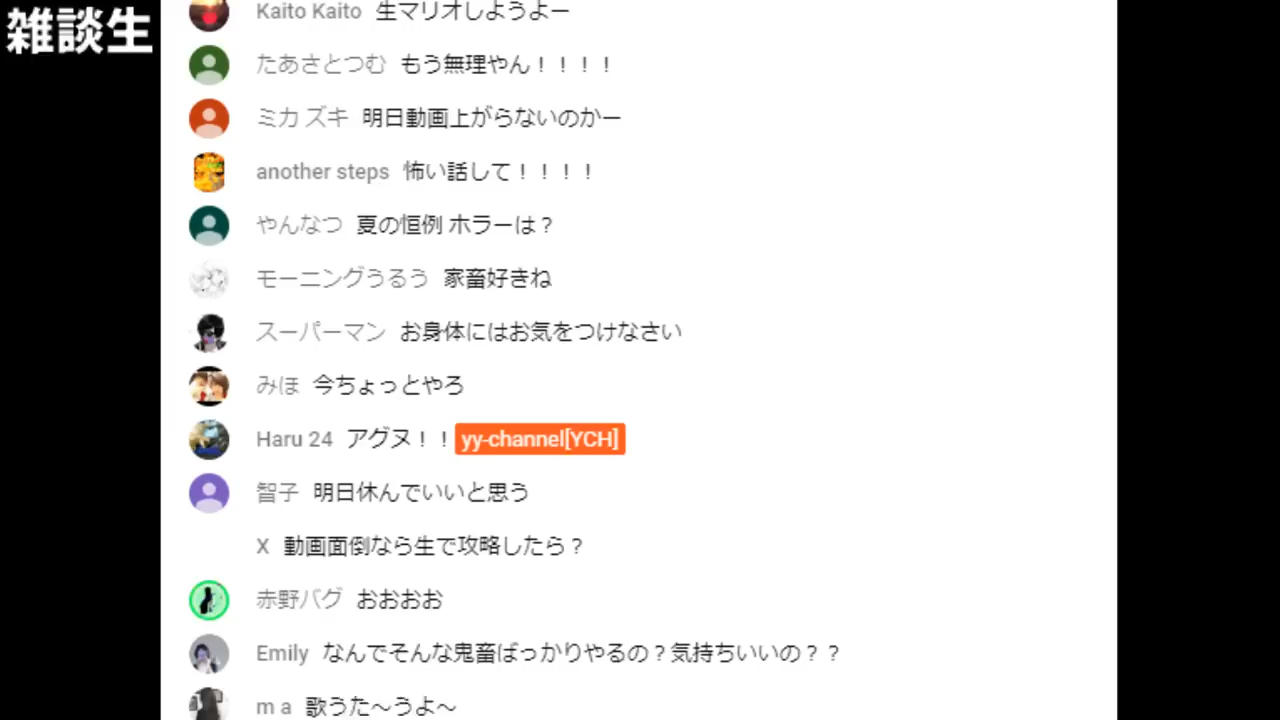 雑談生
Kaito Kaito 生マリオしようよー
たあさとつむ もう無理やん！！！！
ミカ ズキ 明日動画上がらないのかー
another steps 怖い話して！！！！
やんなつ 夏の恒例 ホラーは？
モーニングうるう 家畜好きね
スーパーマン お身体にはお気をつけなさい
みほ 今ちょっとやろ
Haru 24 アグヌ！！ yy-channel[YCH]
智子 明日休んでいいと思う
X 動画面倒なら生で攻略したら？
赤野バグ おおおお
Emily なんでそんな鬼畜ばっかりやるの？気持ちいいの？？
m a 歌うた〜うよ〜